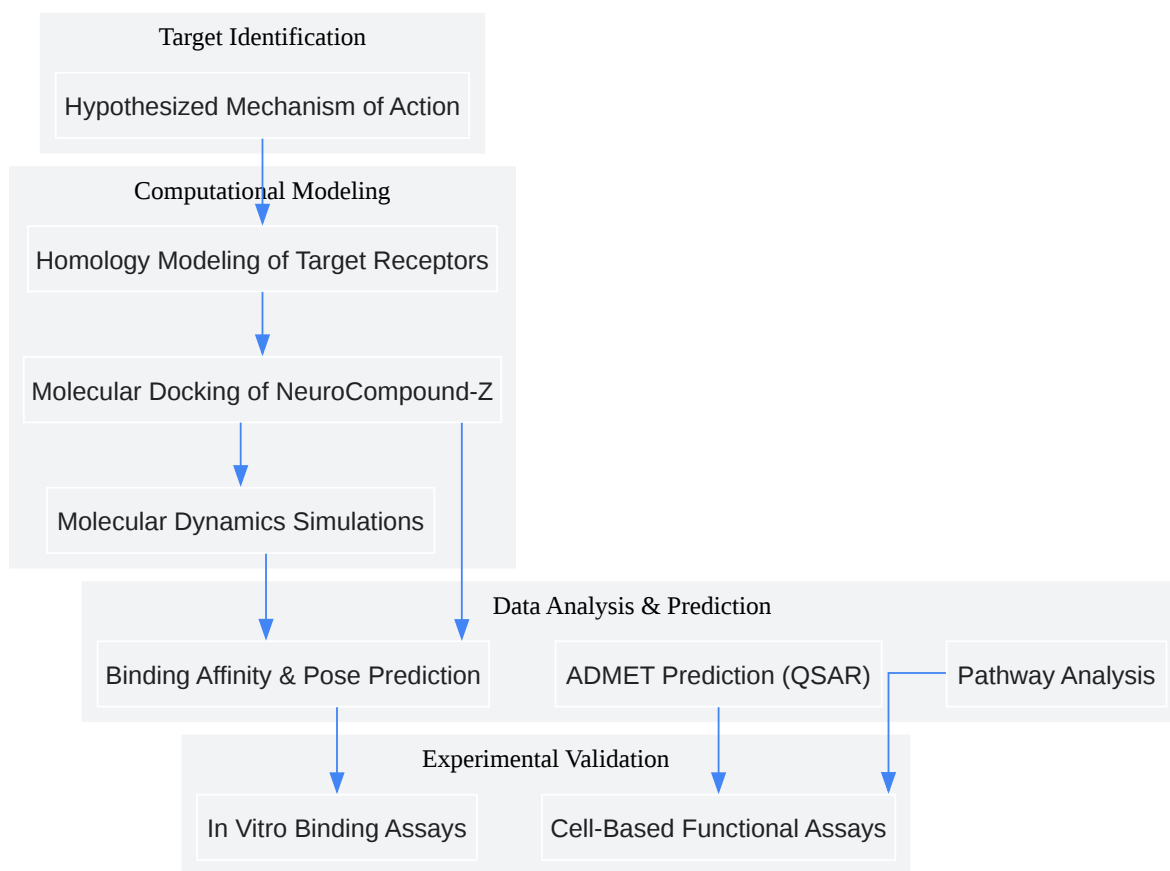 Target Identification
Hypothesized Mechanism of Action
Computational Modeling
Homology Modeling of Target Receptors
Molecular Docking of NeuroCompound-Z
Molecular Dynamics Simulations
Data Analysis & Prediction
Binding Affinity & Pose Prediction
ADMET Prediction (QSAR)
Pathway Analysis
Experimental Validation
In Vitro Binding Assays
Cell-Based Functional Assays